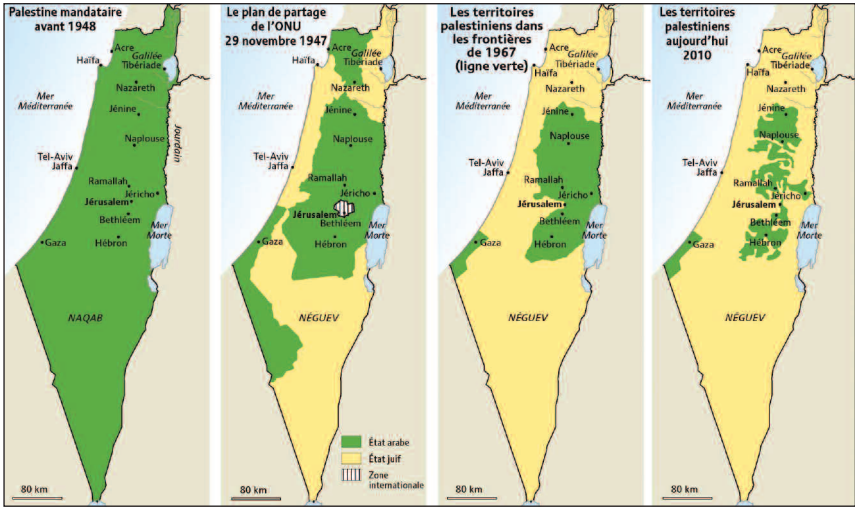 Palestine mandataire
avant 1948
Acre
Galilée
Haïfa
Tibériade
Nazareth
Mer
Méditerranée
Jénine
Jourdain
Naplouse
Tel-Aviv
Jaffa
Ramallah
Jéricho
Jérusalem
Bethléem
Mer
Morte
Gaza
Hébron
NAQAB
80 km
Le plan de partage
de l'ONU
29 novembre 1947
Acre
Galilée
Haïfa
Tibériade
Nazareth
Mer
Méditerranée
Jénine
Naplouse
Tel-Aviv
Jaffa
Ramallah
Jéricho
Jérusalem
Bethléem
Mer
Morte
Gaza
Hébron
NÉGUEV
État arabe
État juif
Zone
internationale
80 km
Les territoires
palestiniens dans
les frontières
de 1967
(ligne verte)
Acre
Galilée
Tibériade
Haïfa
Nazareth
Mer
Méditerranée
Jénine
Naplouse
Tel-Aviv
Jaffa
Ramallah
Jéricho
Jérusalem
Bethléem
Mer
Morte
Gaza
Hébron
NÉGUEV
80 km
Les territoires
palestiniens
aujourd'hui
2010
Acre
Galilée
Tibériade
Haïfa
Nazareth
Mer
Méditerranée
Jénine
Naplouse
Tel-Aviv
Jaffa
Ramallah
Jéricho
Jérusalem
Bethléem
Mer
Morte
Gaza
Hébron
NÉGUEV
80 km